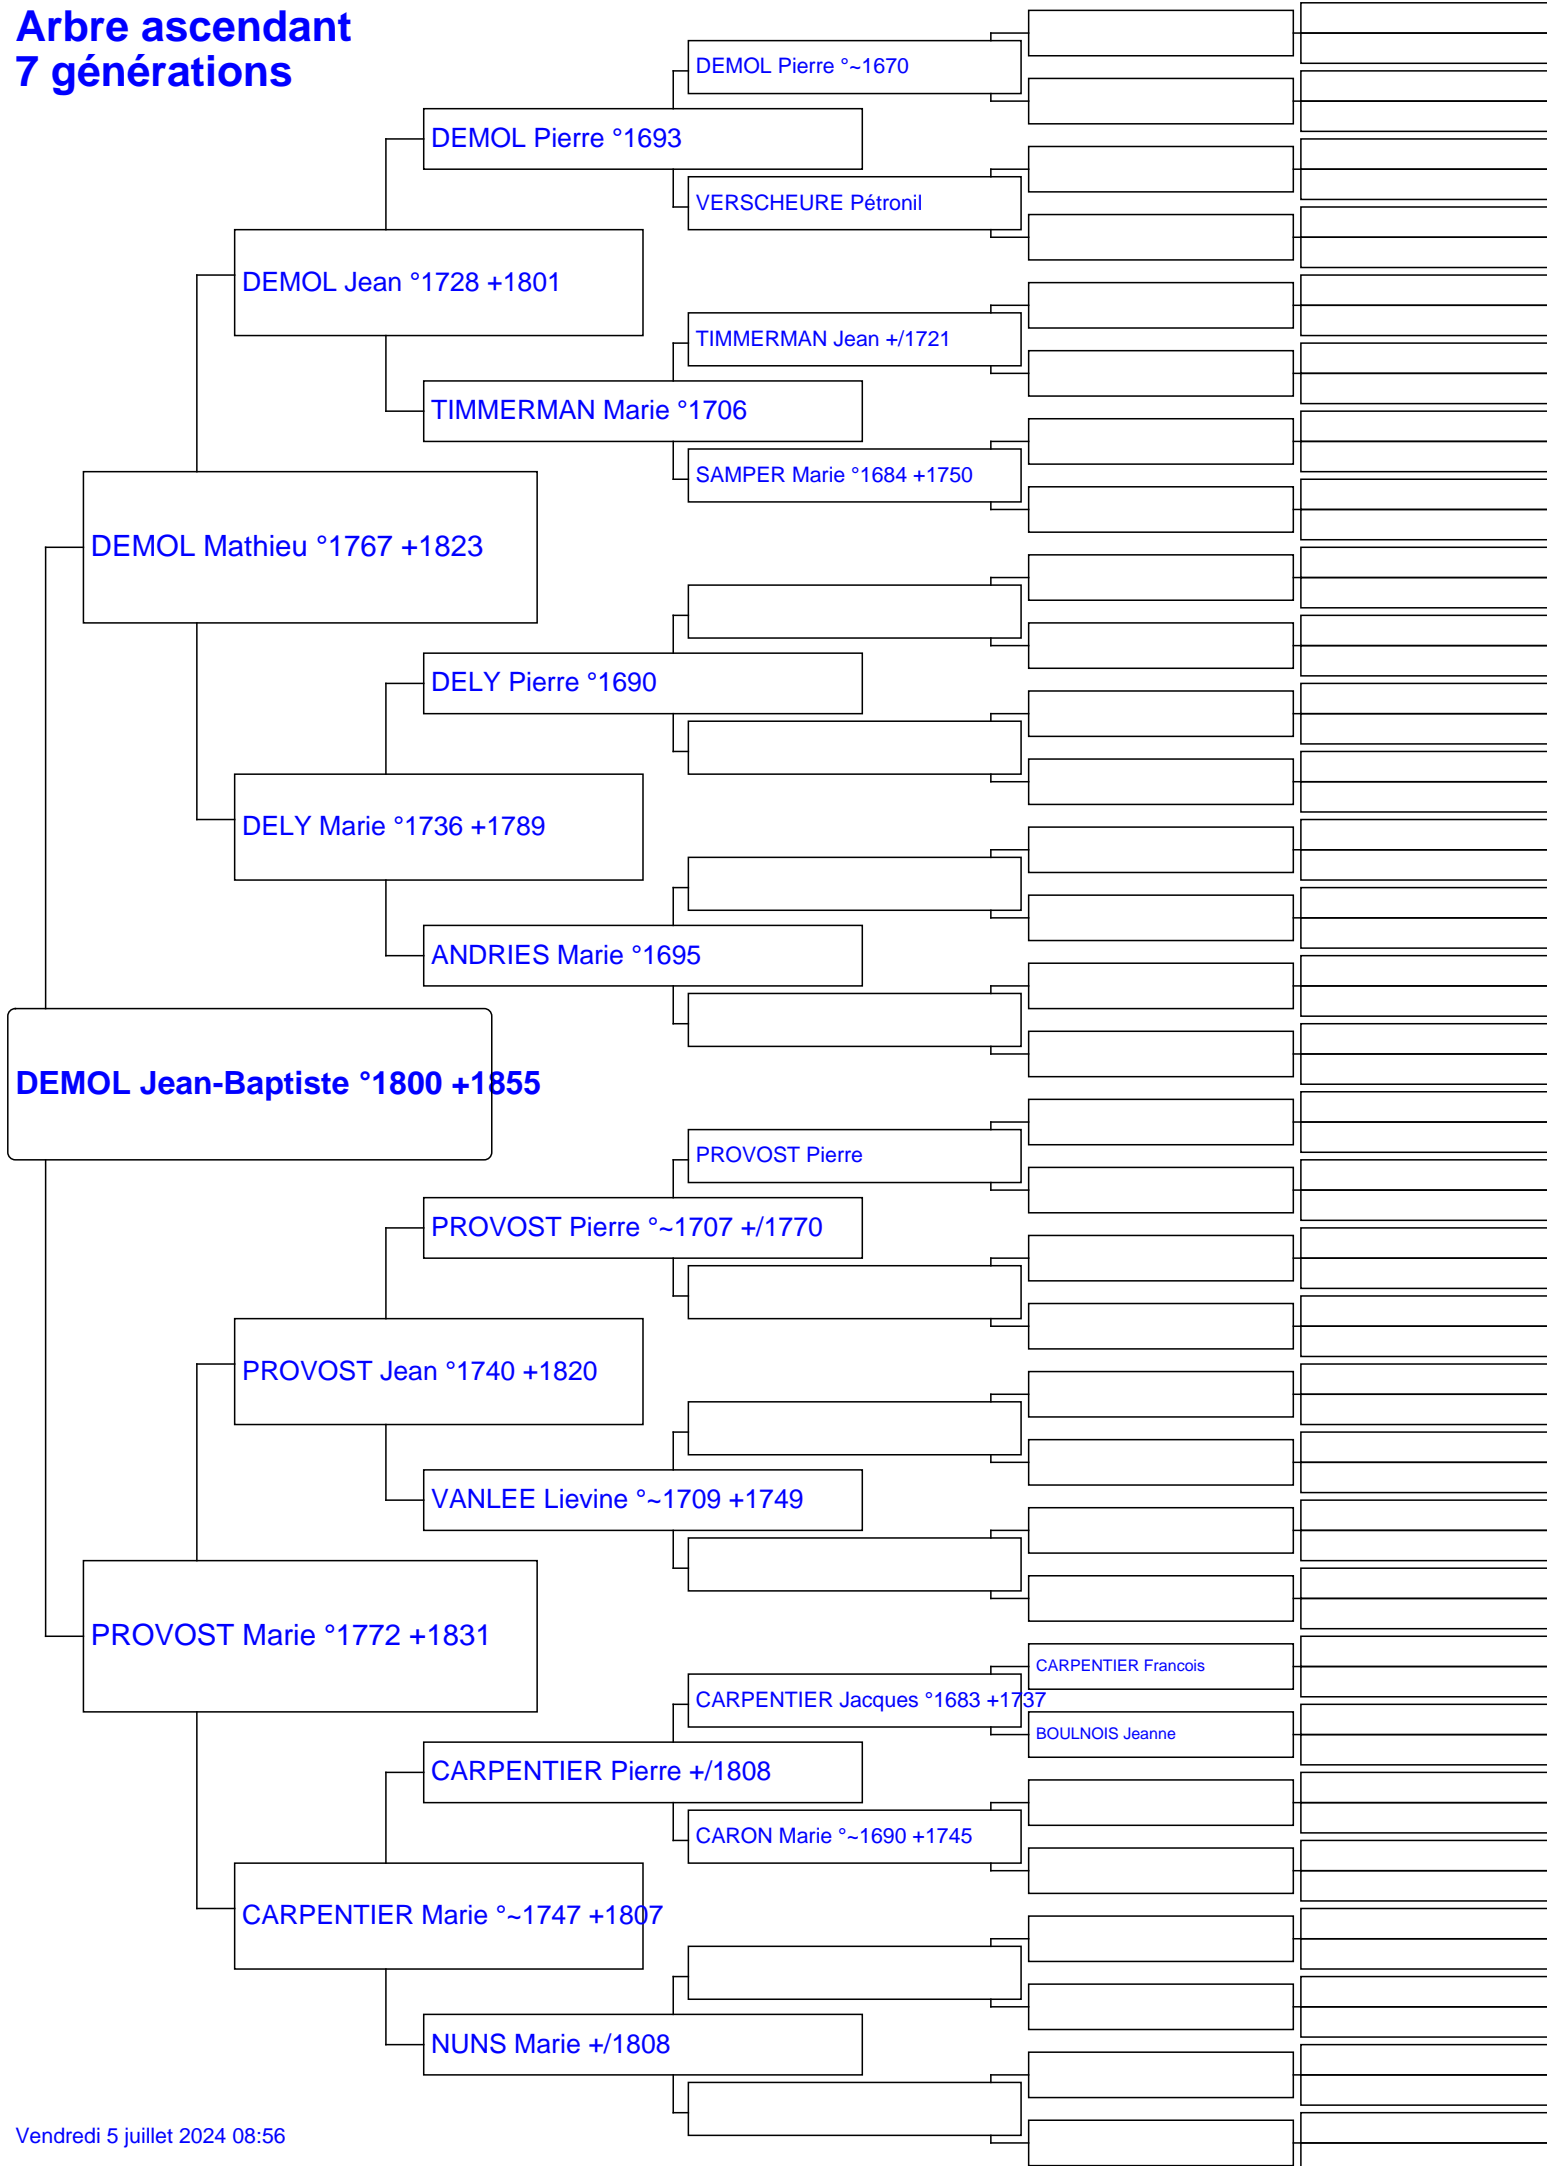 Arbre ascendant
7 générations
DEMOL Pierre °~1670
DEMOL Pierre °1693
VERSCHEURE Pétronil
DEMOL Jean °1728 +1801
TIMMERMAN Jean +/1721
TIMMERMAN Marie °1706
SAMPER Marie °1684 +1750
DEMOL Mathieu °1767 +1823
DELY Pierre °1690
DELY Marie °1736 +1789
ANDRIES Marie °1695
DEMOL Jean-Baptiste °1800 +1855
PROVOST Pierre
PROVOST Pierre °~1707 +/1770
PROVOST Jean °1740 +1820
VANLEE Lievine °~1709 +1749
PROVOST Marie °1772 +1831
CARPENTIER Francois
CARPENTIER Jacques °1683 +1737
BOULNOIS Jeanne
CARPENTIER Pierre +/1808
CARON Marie °~1690 +1745
CARPENTIER Marie °~1747 +1807
NUNS Marie +/1808
Vendredi 5 juillet 2024 08:56